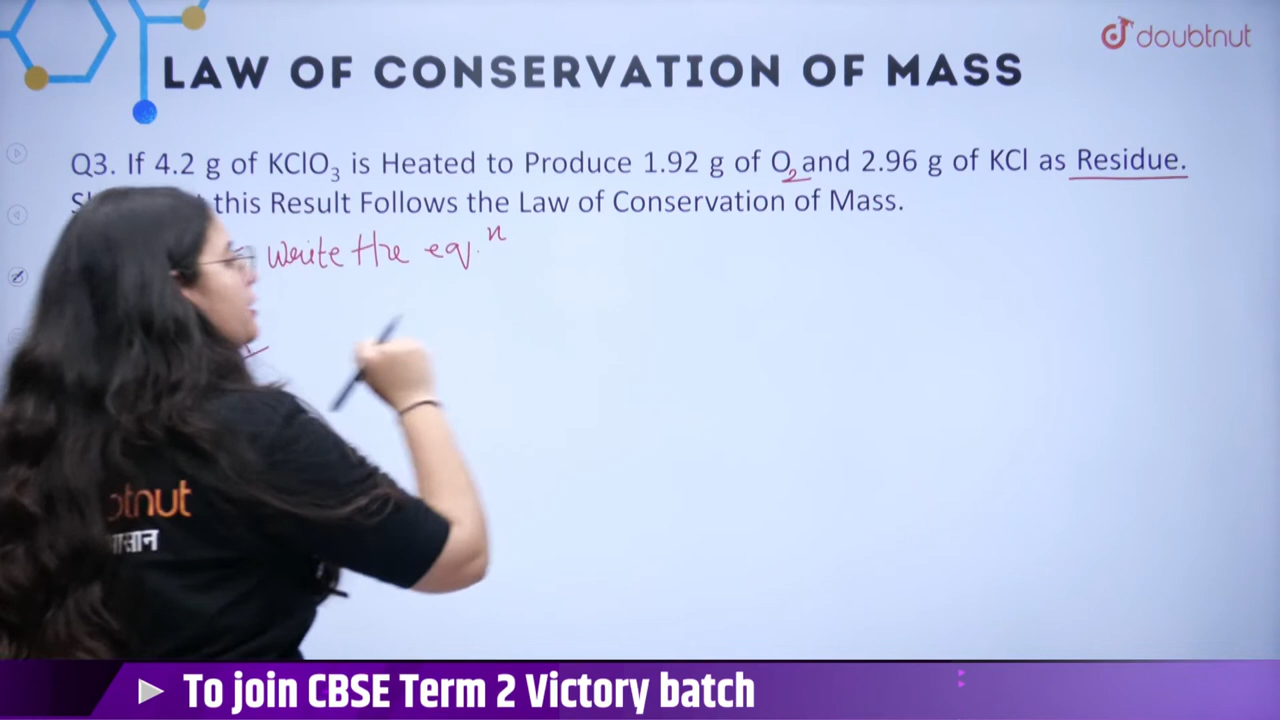 doubtnut
LAW OF CONSERVATION OF MASS
Q3. If 4.2 g of KClO₃ is Heated to Produce 1.92 g of O₂ and 2.96 g of KCl as Residue.
this Result Follows the Law of Conservation of Mass.
Write the eq.ⁿ
otnut
To join CBSE Term 2 Victory batch